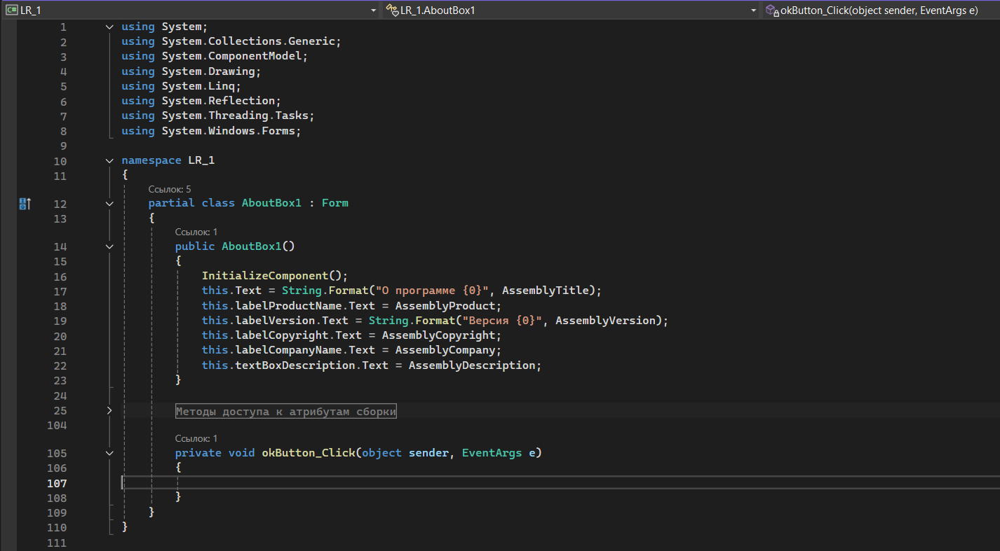 LR_1 LR_1.AboutBox1 okButton_Click(object sender, EventArgs e)
1 using System;
2 using System.Collections.Generic;
3 using System.ComponentModel;
4 using System.Drawing;
5 using System.Linq;
6 using System.Reflection;
7 using System.Threading.Tasks;
8 using System.Windows.Forms;
9
10 namespace LR_1
11 {
Ссылок: 5
12 partial class AboutBox1 : Form
13 {
Ссылок: 1
14 public AboutBox1()
15 {
16 InitializeComponent();
17 this.Text = String.Format("О программе {0}", AssemblyTitle);
18 this.labelProductName.Text = AssemblyProduct;
19 this.labelVersion.Text = String.Format("Версия {0}", AssemblyVersion);
20 this.labelCopyright.Text = AssemblyCopyright;
21 this.labelCompanyName.Text = AssemblyCompany;
22 this.textBoxDescription.Text = AssemblyDescription;
23 }
24
25 Методы доступа к атрибутам сборки
104
Ссылок: 1
105 private void okButton_Click(object sender, EventArgs e)
106 {
107
108 }
109 }
110 }
111